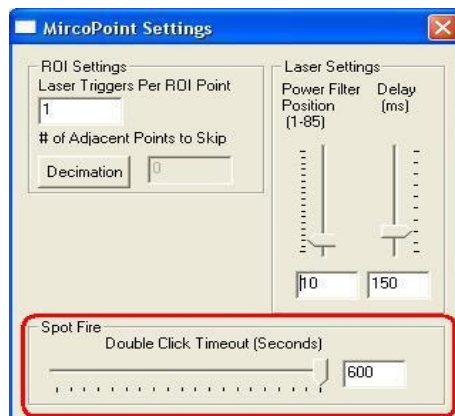 MircoPoint Settings
ROI Settings
Laser Triggers Per ROI Point
1
# of Adjacent Points to Skip
Decimation
0
Laser Settings
Power Filter
Position
(1-85)
Delay
(ms)
10
150
Spot Fire
Double Click Timeout (Seconds)
600